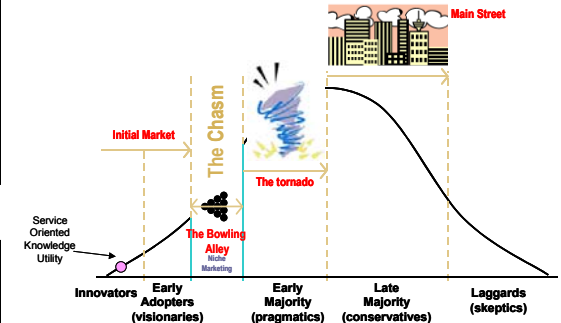 Main Street
The Chasm
Initial Market
The tornado
Service
Oriented
Knowledge
Utility
The Bowling
Alley
Niche
Marketing
Innovators
Early
Adopters
(visionaries)
Early
Majority
(pragmatics)
Late
Majority
(conservatives)
Laggards
(skeptics)